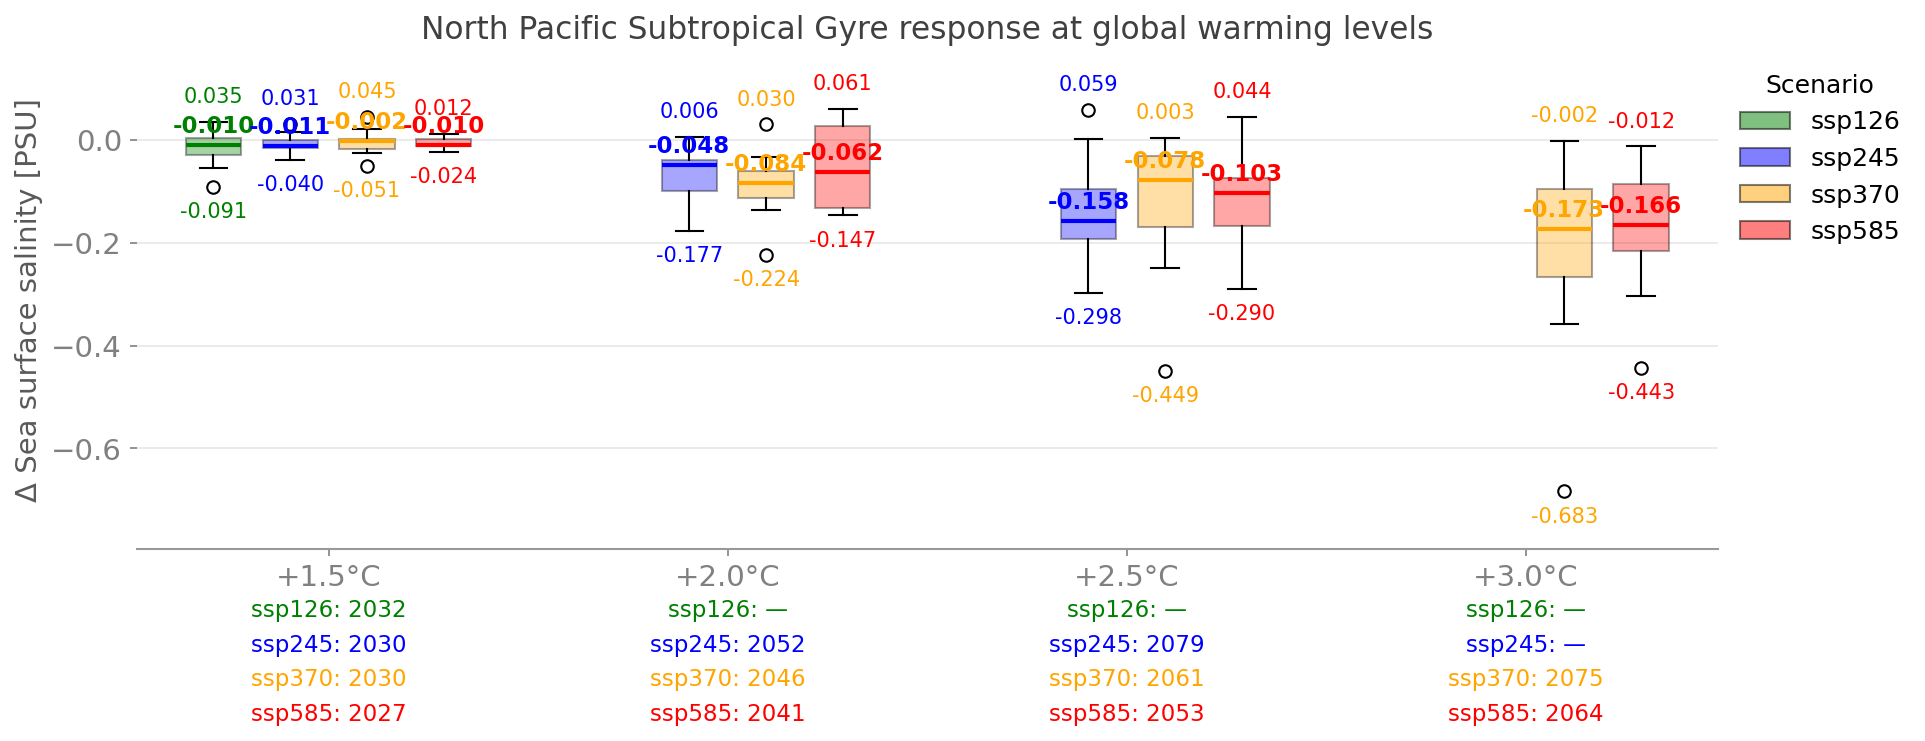 North Pacific Subtropical Gyre response at global warming levels
Δ Sea surface salinity [PSU]
0.0
−0.2
−0.4
−0.6
0.035
0.031
0.045
0.012
-0.010
-0.011
-0.002
-0.010
-0.091
-0.040
-0.051
-0.024
0.006
0.030
0.061
-0.048
-0.084
-0.062
-0.177
-0.224
-0.147
0.059
0.003
0.044
-0.158
-0.078
-0.103
-0.298
-0.449
-0.290
-0.002
-0.012
-0.173
-0.166
-0.683
-0.443
Scenario
ssp126
ssp245
ssp370
ssp585
+1.5°C
ssp126: 2032
ssp245: 2030
ssp370: 2030
ssp585: 2027
+2.0°C
ssp126: —
ssp245: 2052
ssp370: 2046
ssp585: 2041
+2.5°C
ssp126: —
ssp245: 2079
ssp370: 2061
ssp585: 2053
+3.0°C
ssp126: —
ssp245: —
ssp370: 2075
ssp585: 2064